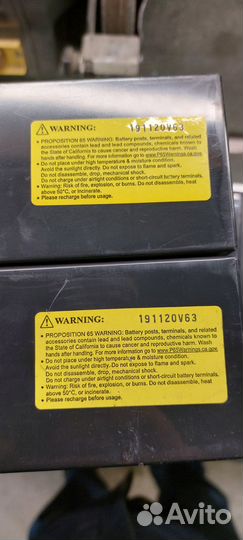 WARNING: 191120V63
• PROPOSITION 65 WARNING: Battery posts, terminals, and related
accessories contain lead and lead compounds, chemicals known to
the State of California to cause cancer and reproductive harm. Wash
hands after handling. For more information go to www.P65Warnings.ca.gov
• Do not place under high temperature & moisture condition.
Avoid the sunlight directly. Do not expose to flame and spark.
Do not disassemble, drop, mechanical shock.
Do not charge under airtight conditions or short-circuit battery terminals.
• Warning: Risk of fire, explosion, or burns. Do not disassemble, heat
above 50°C, or incinerate.
• Please recharge before usage.
WARNING: 191120V63
• PROPOSITION 65 WARNING: Battery posts, terminals, and related
accessories contain lead and lead compounds, chemicals known to
the State of California to cause cancer and reproductive harm. Wash
hands after handling. For more information go to www.P65Warnings.ca.gov
• Do not place under high temperature & moisture condition.
Avoid the sunlight directly. Do not expose to flame and spark.
Do not disassemble, drop, mechanical shock.
Do not charge under airtight conditions or short-circuit battery terminals.
• Warning: Risk of fire, explosion, or burns. Do not disassemble, heat
above 50°C, or incinerate.
• Please recharge before usage.
Avito